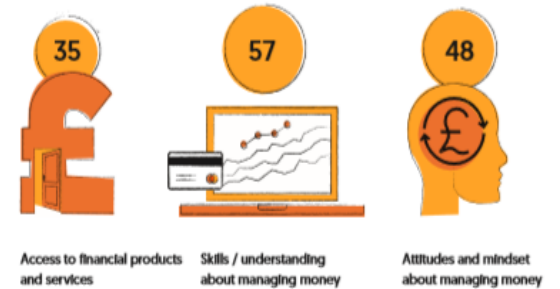 35
57
48
£
Access to financial products
and services
Skills / understanding
about managing money
Attitudes and mindset
about managing money